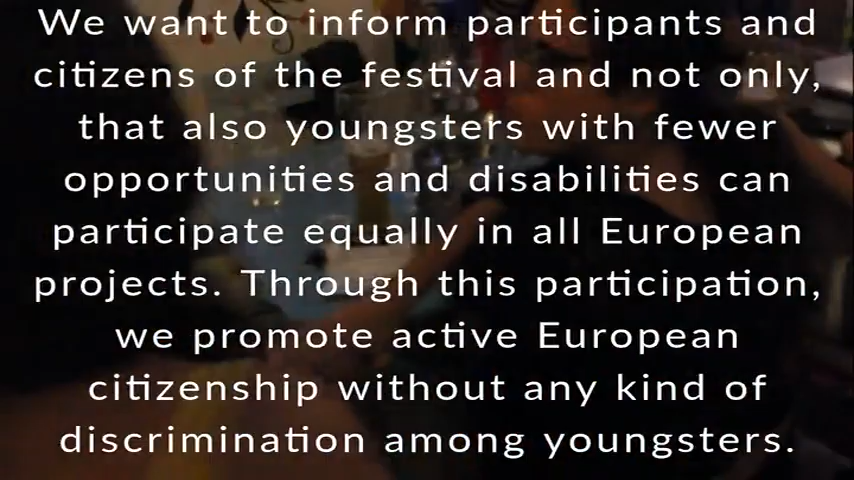 We want to inform participants and
citizens of the festival and not only,
that also youngsters with fewer
opportunities and disabilities can
participate equally in all European
projects. Through this participation,
we promote active European
citizenship without any kind of
discrimination among youngsters.